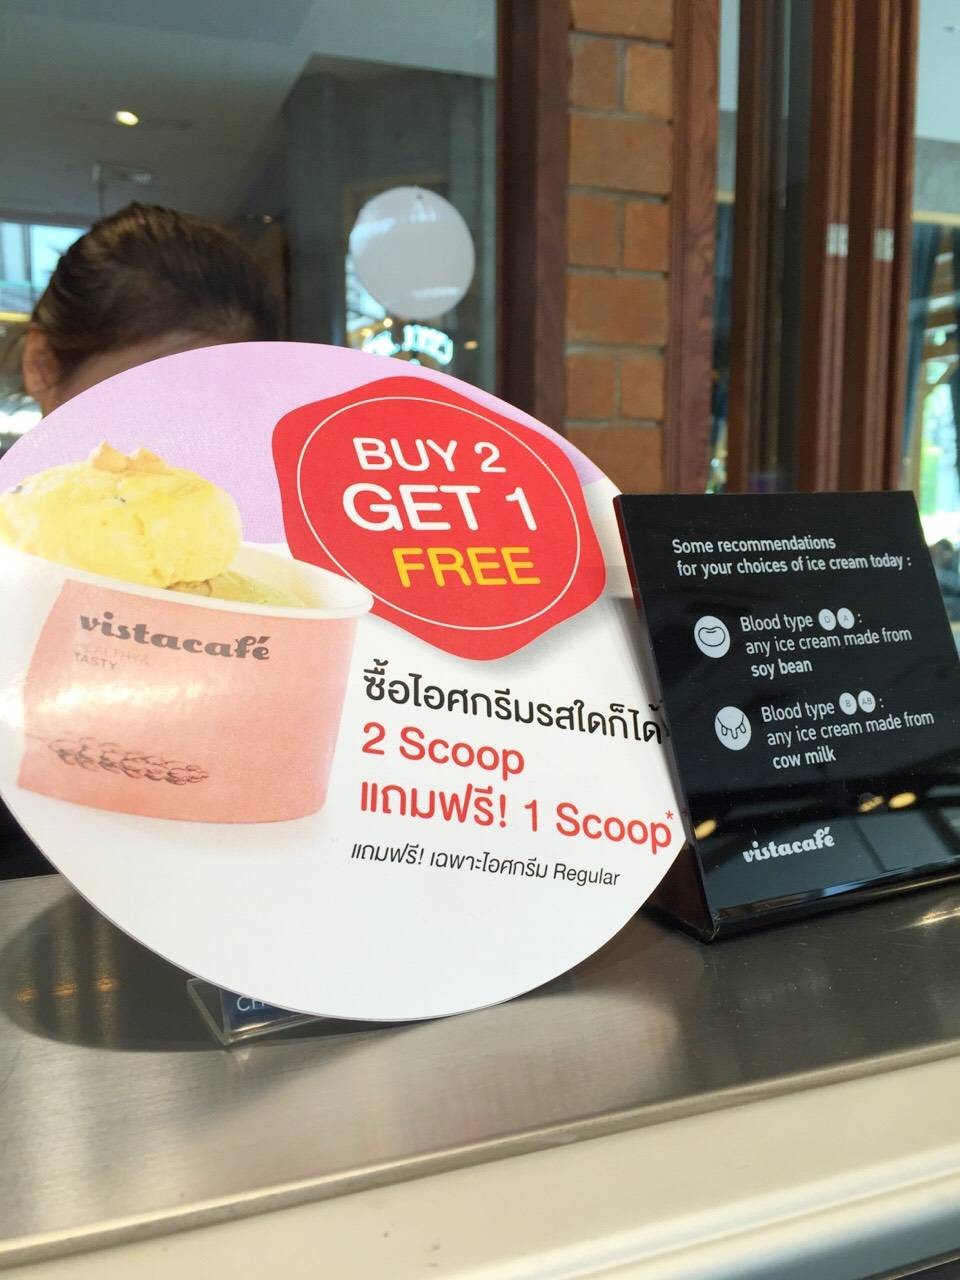 BUY 2
GET 1
FREE
vistacafé
HEALTHY &
TASTY
ซื้อไอศกรีมรสใดก็ได้
2 Scoop
แถมฟรี! 1 Scoop*
แถมฟรี! เฉพาะไอศกรีม Regular
Some recommendations
for your choices of ice cream today :
Blood type O A :
any ice cream made from
soy bean
Blood type B AB :
any ice cream made from
cow milk
vistacafé